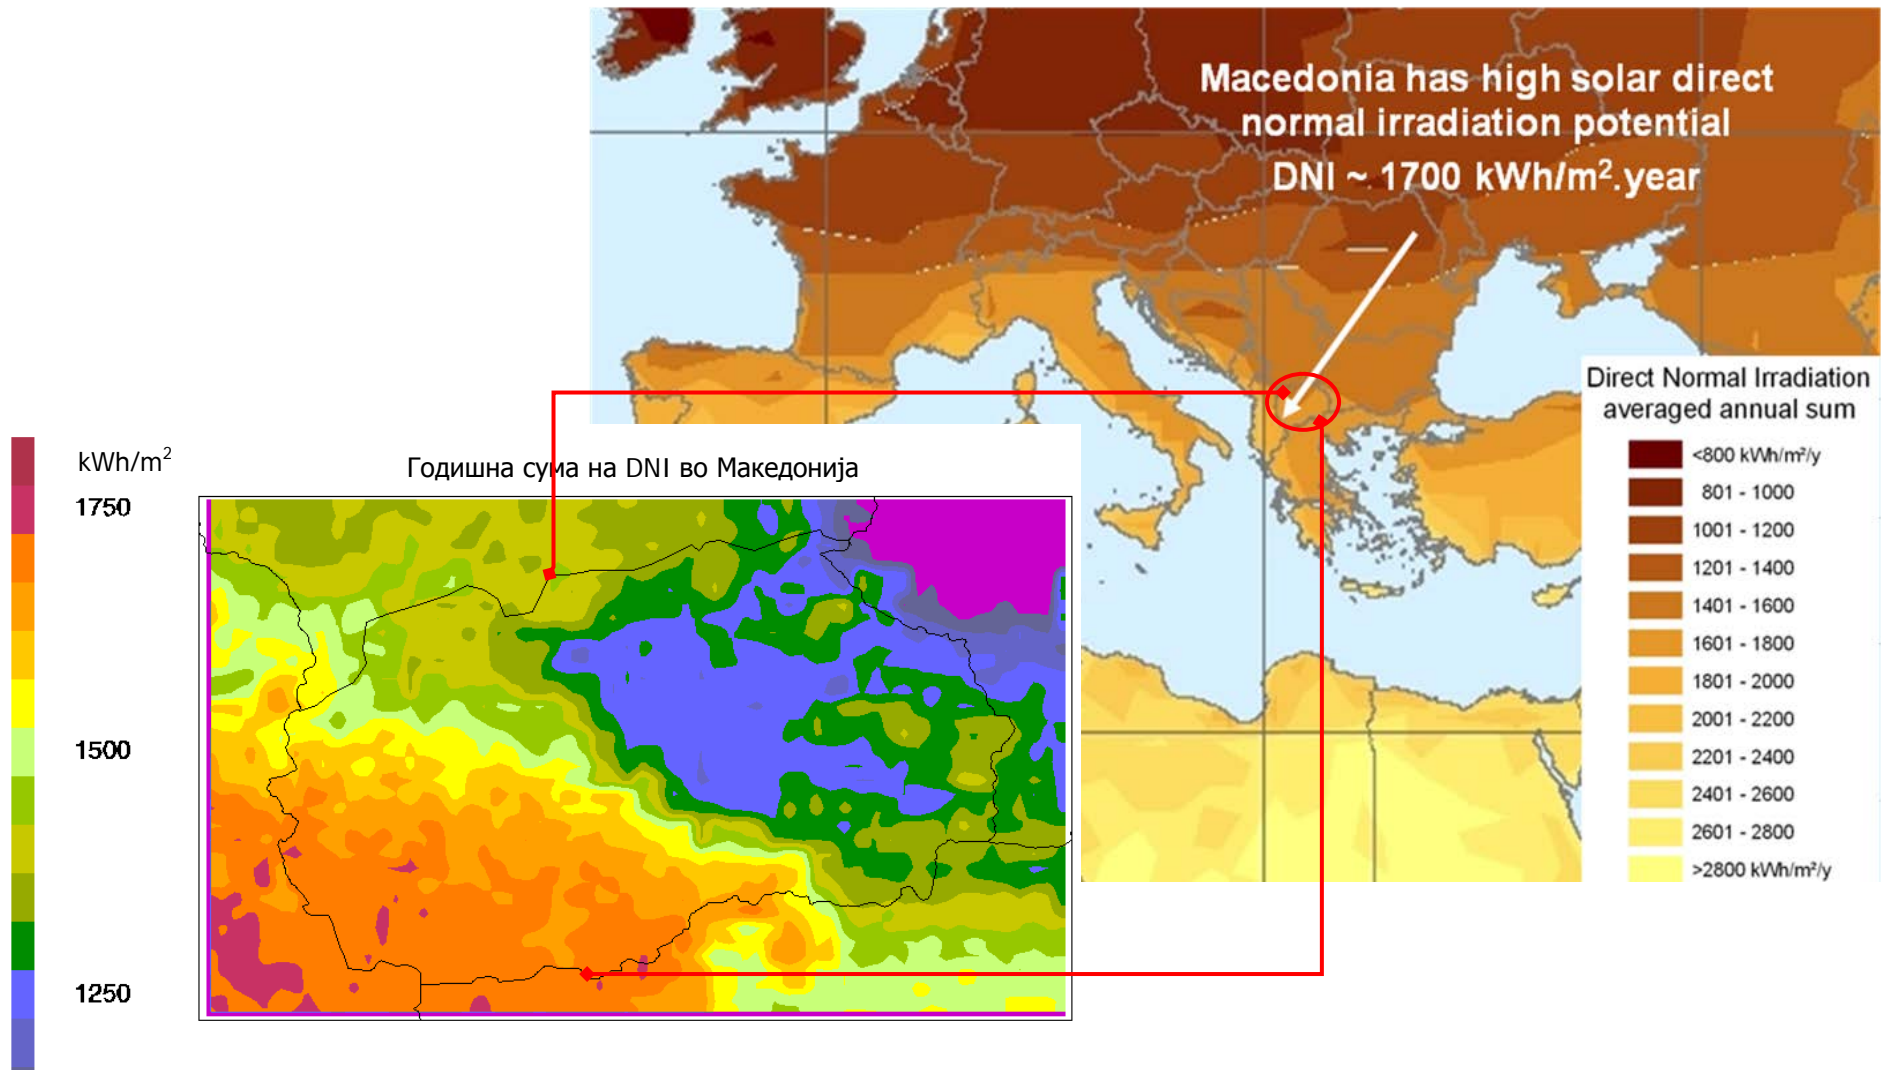 Macedonia has high solar direct
normal irradiation potential
DNI ~ 1700 kWh/m².year
Direct Normal Irradiation
averaged annual sum
<800 kWh/m²/y
801 - 1000
1001 - 1200
1201 - 1400
1401 - 1600
1601 - 1800
1801 - 2000
2001 - 2200
2201 - 2400
2401 - 2600
2601 - 2800
>2800 kWh/m²/y
kWh/m²
1750
1500
1250
Годишна сума на DNI во Македонија